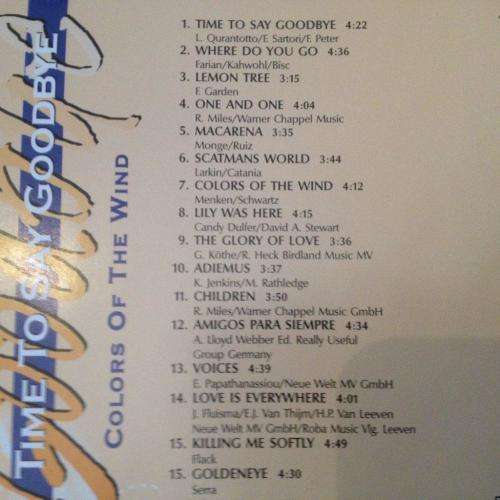 TIME TO SAY GOODBYE
COLORS OF THE WIND
1. TIME TO SAY GOODBYE 4:22
L. Qurantotto/F. Sartori/F. Peter
2. WHERE DO YOU GO 4:36
Farian/Kahwohl/Bisc
3. LEMON TREE 3:15
F. Garden
4. ONE AND ONE 4:04
R. Miles/Warner Chappel Music
5. MACARENA 3:35
Monge/Ruiz
6. SCATMANS WORLD 3:44
Larkin/Catania
7. COLORS OF THE WIND 4:12
Menken/Schwartz
8. LILY WAS HERE 4:15
Candy Dulfer/David A. Stewart
9. THE GLORY OF LOVE 3:36
G. Köthe/R. Heck Birdland Music MV
10. ADIEMUS 3:37
K. Jenkins/M. Rathledge
11. CHILDREN 3:50
R. Miles/Warner Chappel Music GmbH
12. AMIGOS PARA SIEMPRE 4:34
A. Lloyd Webber Ed. Really Useful
Group Germany
13. VOICES 4:39
E. Papathanassiou/Neue Welt MV GmbH
14. LOVE IS EVERYWHERE 4:01
J. Fluisma/E.J. Van Thijm/H.P. Van Leeven
Neue Welt MV GmbH/Roba Music Vlg. Leeven
15. KILLING ME SOFTLY 4:49
Flack
15. GOLDENEYE 4:30
Serra